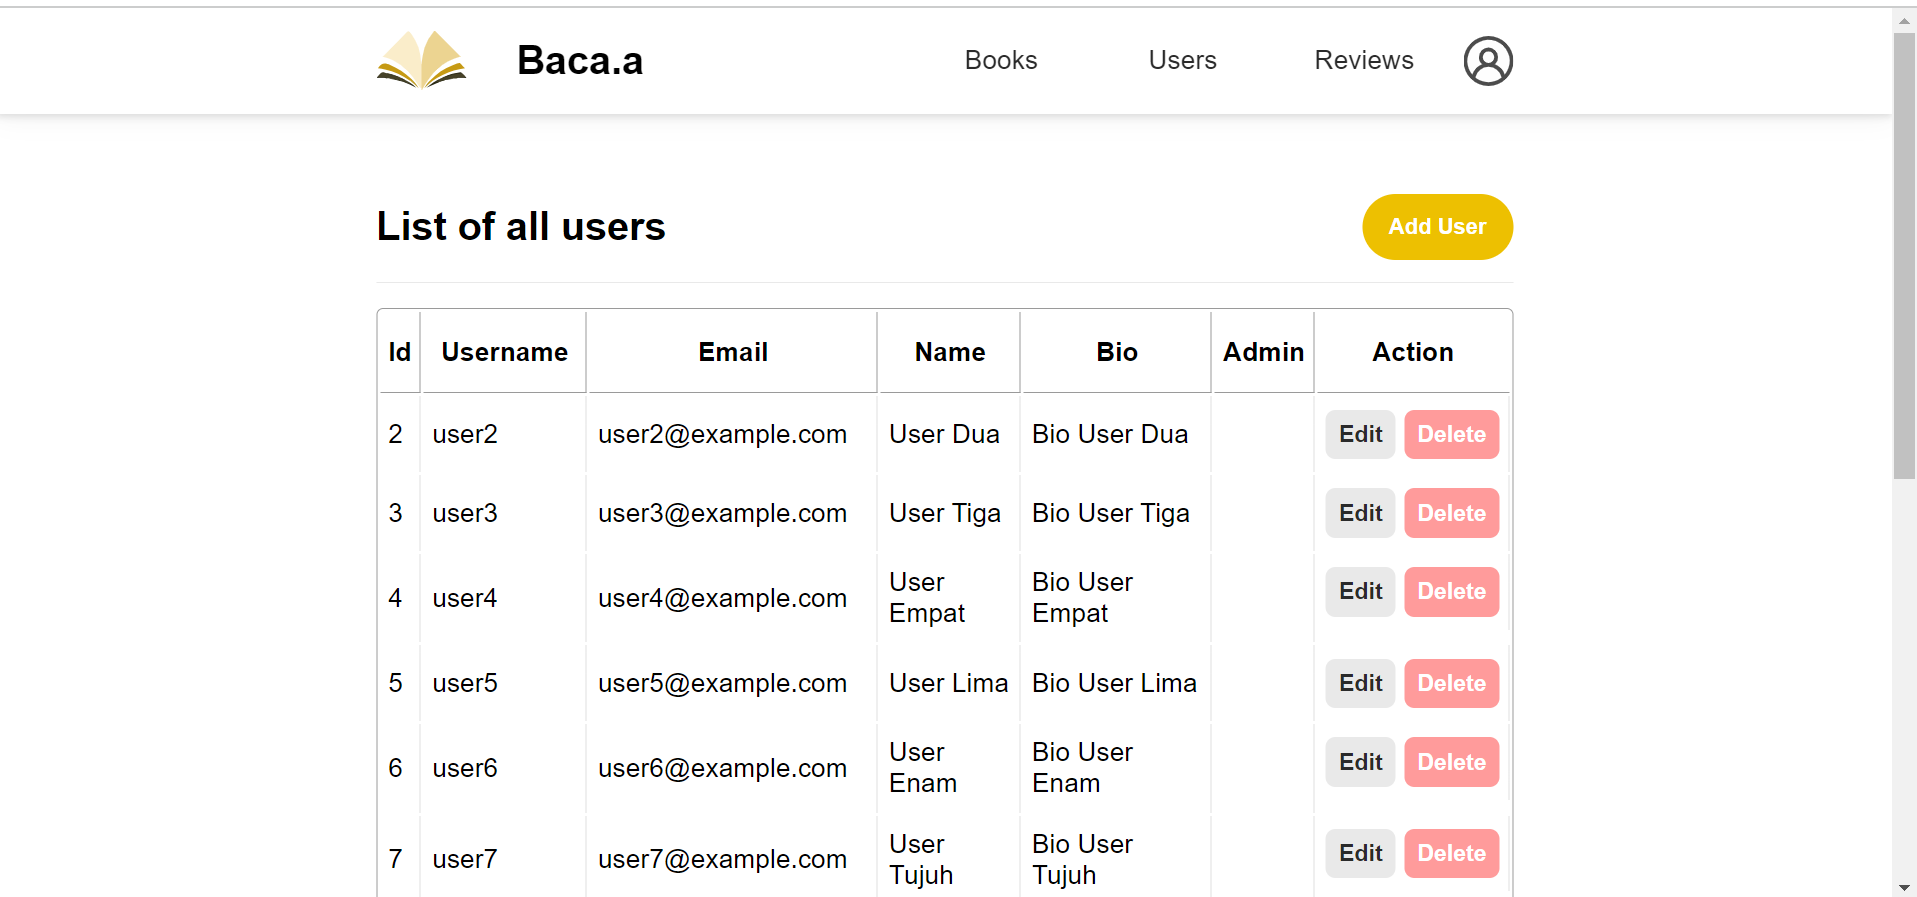 Baca.a Books Users Reviews
List of all users Add User
Id Username Email Name Bio Admin Action
2 user2 user2@example.com User Dua Bio User Dua Edit Delete
3 user3 user3@example.com User Tiga Bio User Tiga Edit Delete
4 user4 user4@example.com User Empat Bio User Empat Edit Delete
5 user5 user5@example.com User Lima Bio User Lima Edit Delete
6 user6 user6@example.com User Enam Bio User Enam Edit Delete
7 user7 user7@example.com User Tujuh Bio User Tujuh Edit Delete